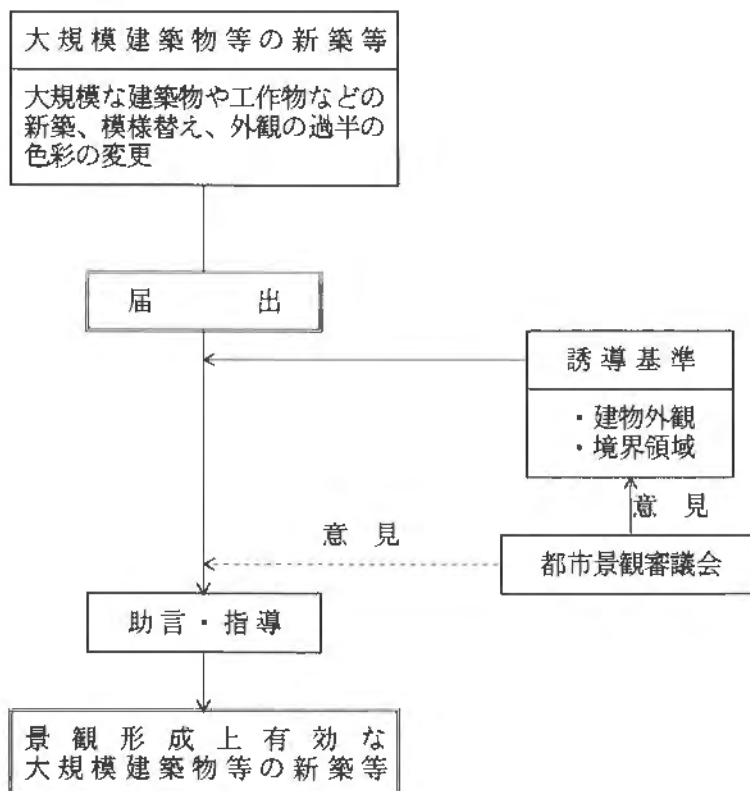 大規模建築物等の新築等
大規模な建築物や工作物などの
新築、模様替え、外観の過半の
色彩の変更
届出
誘導基準
・建物外観
・境界領域
意見
意見
都市景観審議会
助言・指導
景観形成上有効な
大規模建築物等の新築等